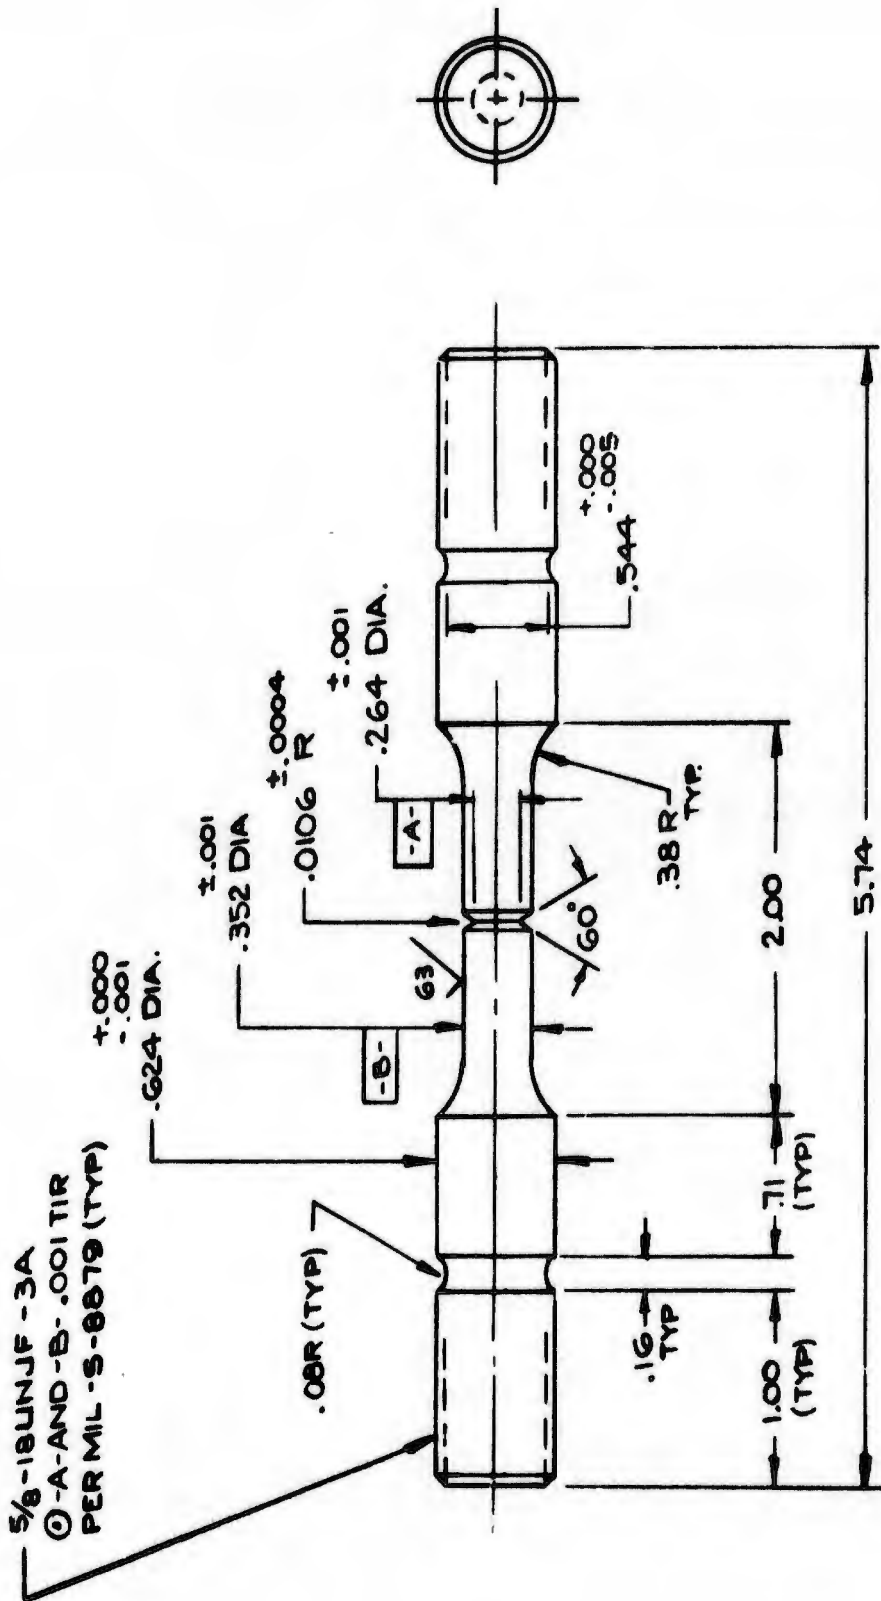 5/8-18UNJF-3A
⌾-A-AND-B-.001 TIR
PER MIL-S-8879 (TYP)
+.000
-.001
.624 DIA.
±.001
.352 DIA
±.0004
.0106 R
±.001
.264 DIA.
-B-
-A-
63
60°
.08R (TYP)
.38R
TYP.
+.000
-.005
.544
.16
TYP
1.00
(TYP)
.71
(TYP)
2.00
5.74